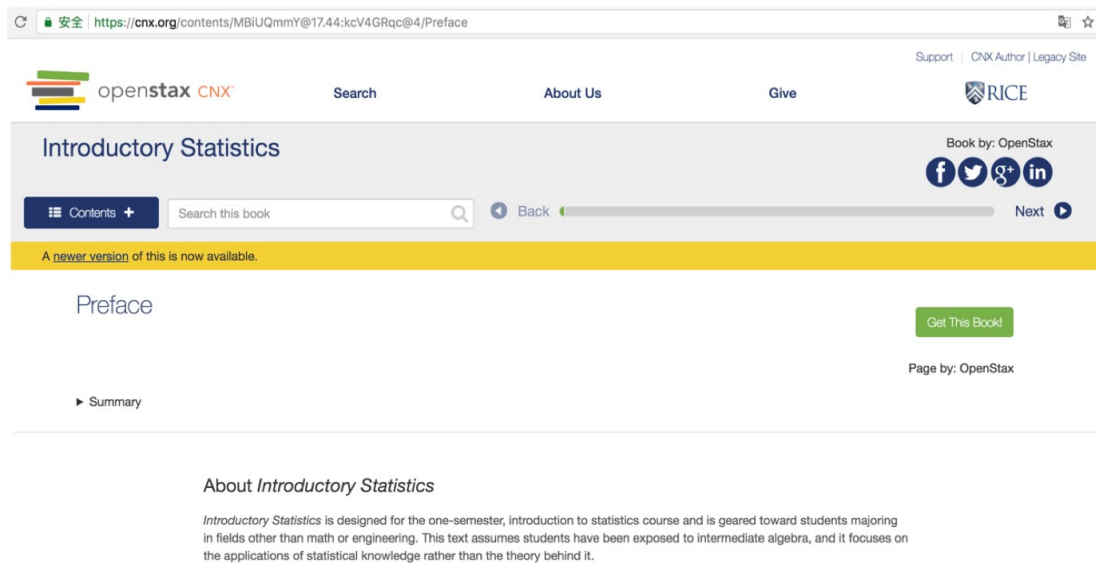 安全 https://cnx.org/contents/MBiUQmmY@17.44:kcV4GRqc@4/Preface
Support CNX Author | Legacy Site
openstax CNX™ Search About Us Give RICE
Introductory Statistics
Book by: OpenStax
f g+ in
Contents + Search this book Back Next
A newer version of this is now available.
Preface
Get This Book!
Page by: OpenStax
Summary
About Introductory Statistics
Introductory Statistics is designed for the one-semester, introduction to statistics course and is geared toward students majoring
in fields other than math or engineering. This text assumes students have been exposed to intermediate algebra, and it focuses on
the applications of statistical knowledge rather than the theory behind it.